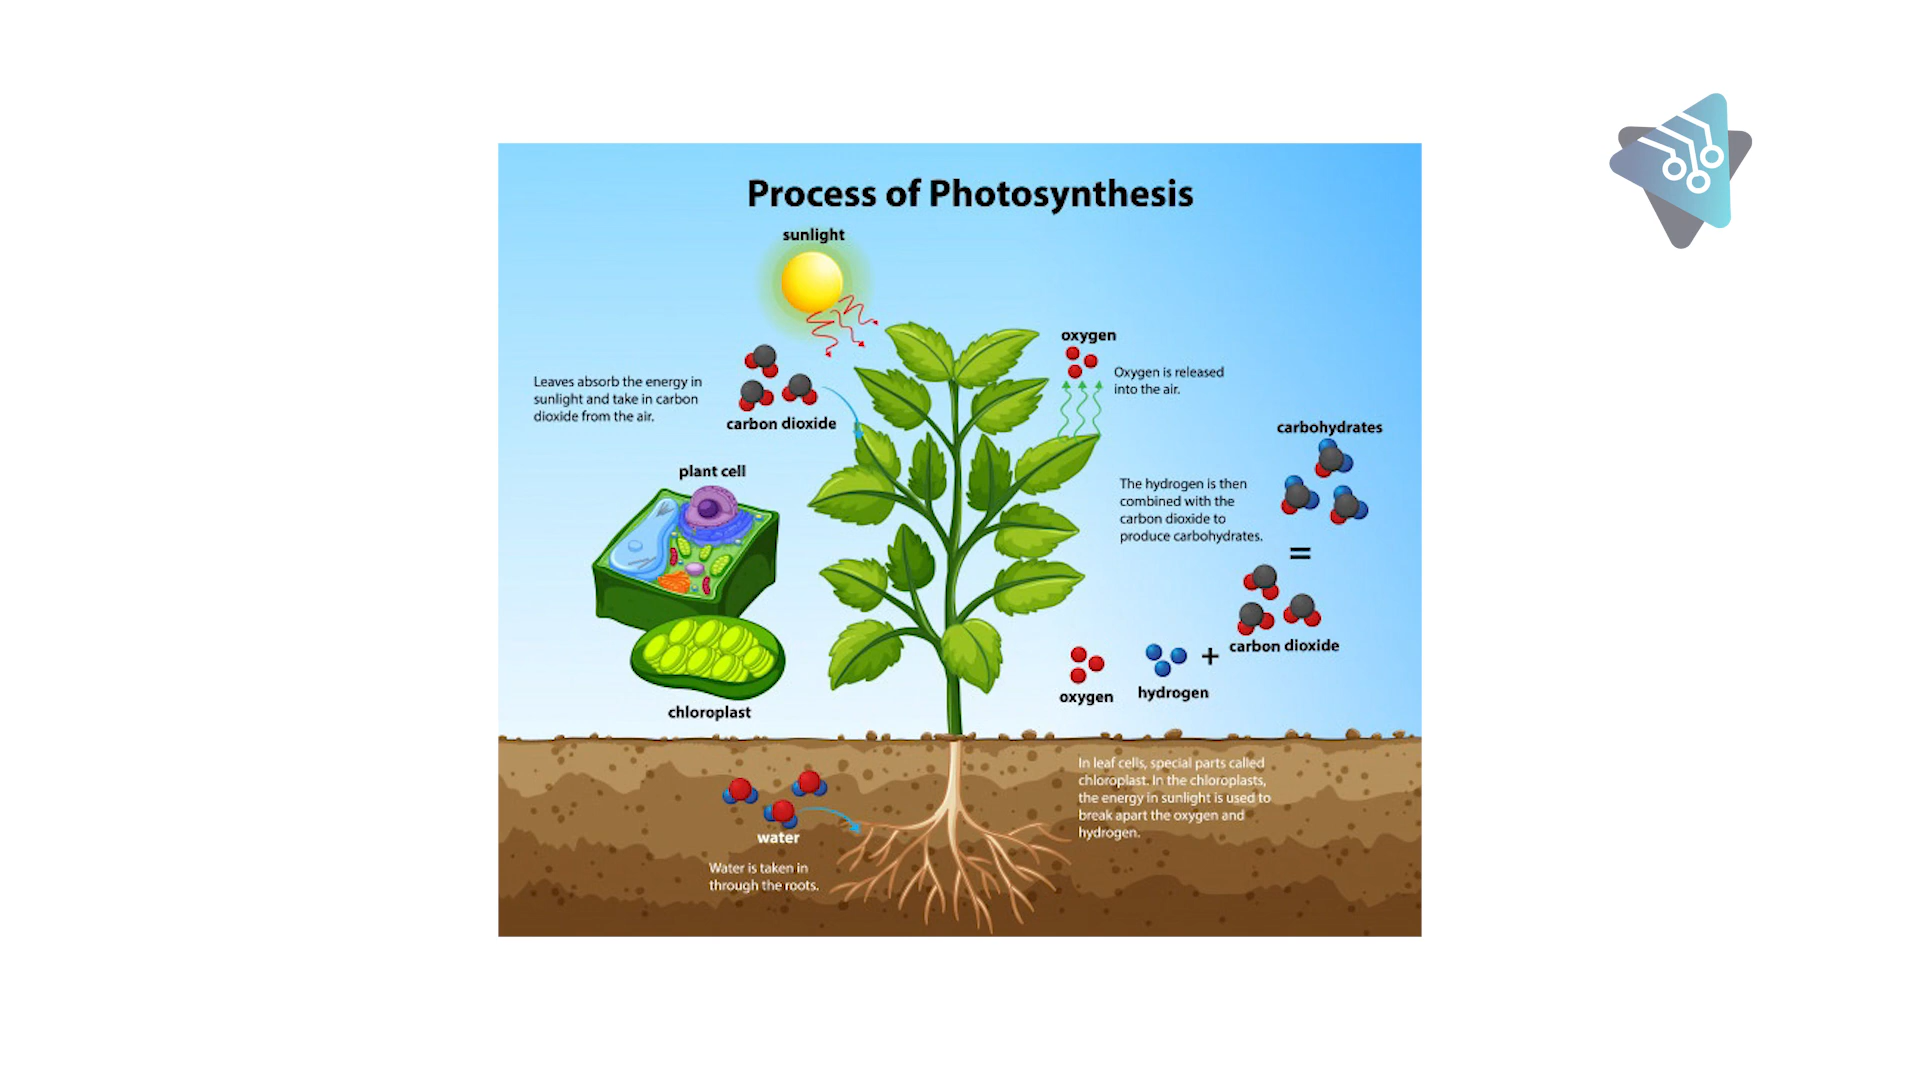 Process of Photosynthesis
sunlight
oxygen
Oxygen is released
into the air.
Leaves absorb the energy in
sunlight and take in carbon
dioxide from the air.
carbon dioxide
carbohydrates
plant cell
The hydrogen is then
combined with the
carbon dioxide to
produce carbohydrates.
=
carbon dioxide
+
oxygen
hydrogen
chloroplast
In leaf cells, special parts called
chloroplast. In the chloroplasts,
the energy in sunlight is used to
break apart the oxygen and
hydrogen.
water
Water is taken in
through the roots.